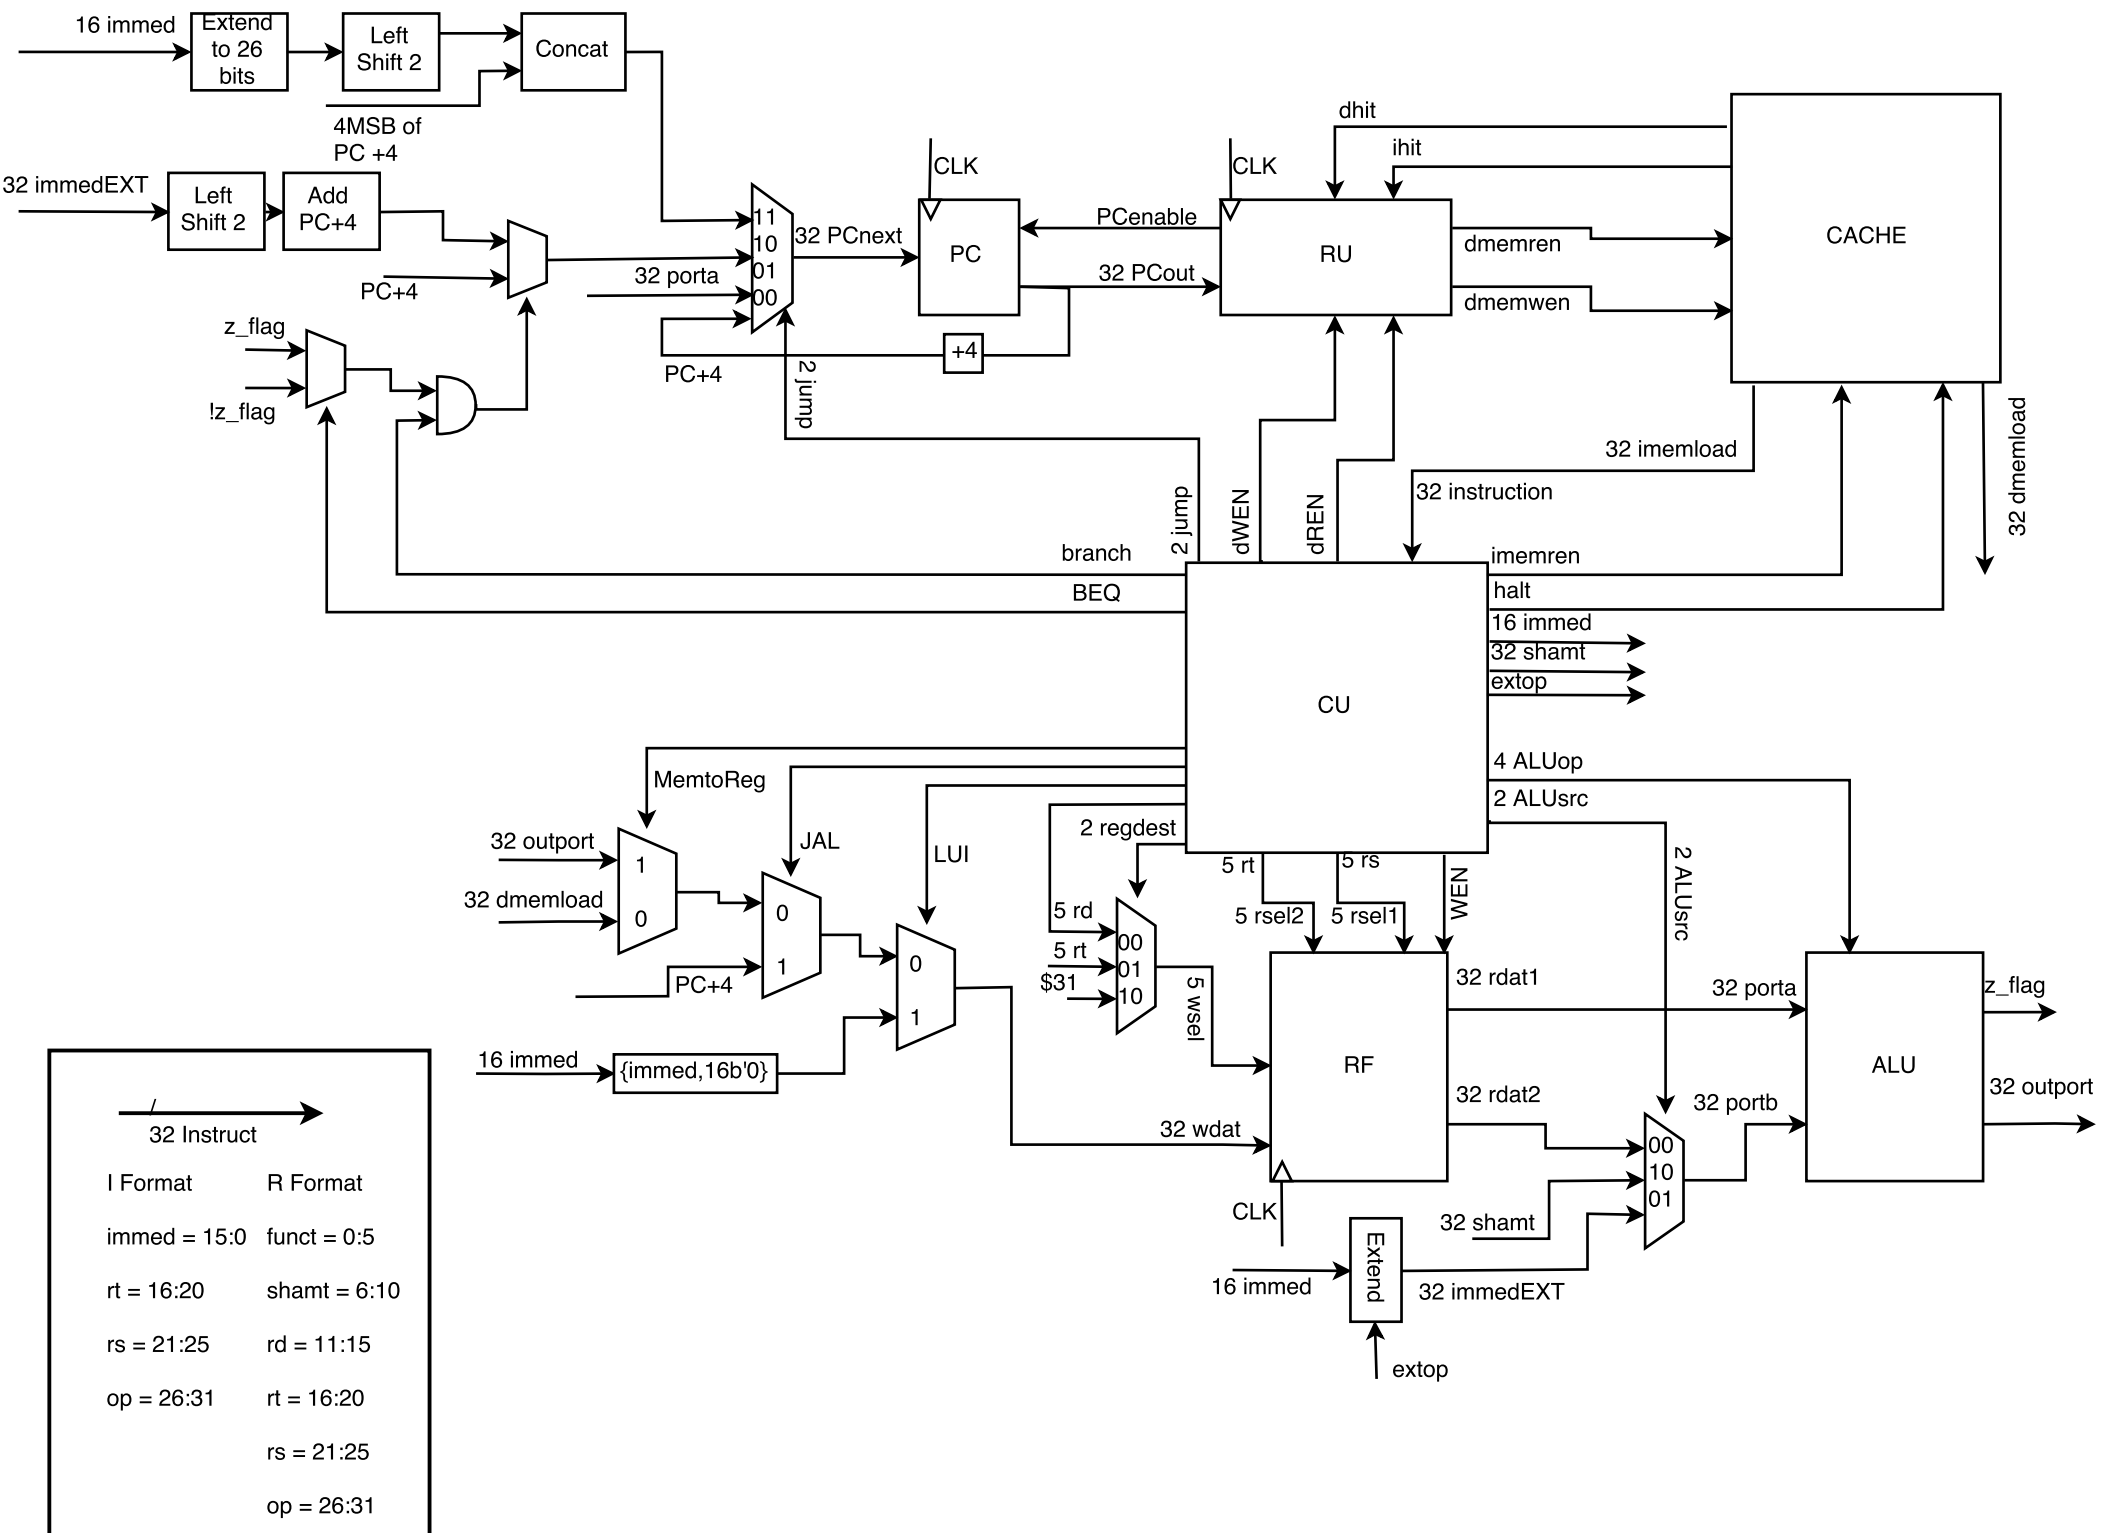 16 immed
Extend
to 26
bits
Left
Shift 2
Concat
4MSB of
PC +4
32 immedEXT
Left
Shift 2
Add
PC+4
PC+4
z_flag
!z_flag
11
10
01
00
32 porta
32 PCnext
PC+4
2 jump
+4
CLK
PC
PCenable
32 PCout
CLK
RU
dhit
ihit
dmemren
dmemwen
CACHE
32 imemload
32 instruction
32 dmemload
2 jump
dWEN
dREN
branch
BEQ
imemren
halt
16 immed
32 shamt
extop
CU
4 ALUop
2 ALUsrc
MemtoReg
JAL
LUI
2 regdest
5 rt
5 rs
WEN
2 ALUsrc
32 outport
32 dmemload
1
0
PC+4
0
1
0
1
16 immed
{immed,16b'0}
5 rd
5 rt
$31
00
01
10
5 wsel
5 rsel2
5 rsel1
32 wdat
RF
CLK
32 rdat1
32 rdat2
32 porta
32 portb
00
10
01
32 shamt
16 immed
Extend
32 immedEXT
extop
ALU
z_flag
32 outport
/
32 Instruct
I Format
R Format
immed = 15:0
funct = 0:5
rt = 16:20
shamt = 6:10
rs = 21:25
rd = 11:15
op = 26:31
rt = 16:20
rs = 21:25
op = 26:31